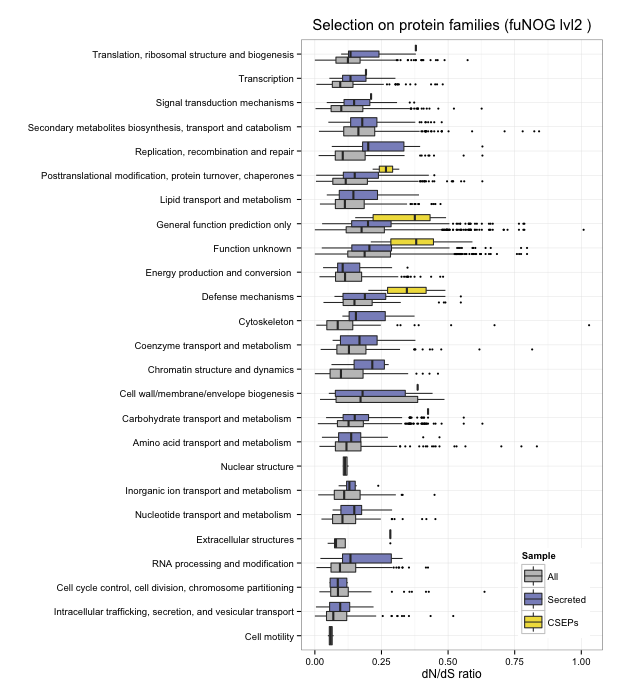 Selection on protein families (fuNOG lvl2 )
Translation, ribosomal structure and biogenesis
Transcription
Signal transduction mechanisms
Secondary metabolites biosynthesis, transport and catabolism
Replication, recombination and repair
Posttranslational modification, protein turnover, chaperones
Lipid transport and metabolism
General function prediction only
Function unknown
Energy production and conversion
Defense mechanisms
Cytoskeleton
Coenzyme transport and metabolism
Chromatin structure and dynamics
Cell wall/membrane/envelope biogenesis
Carbohydrate transport and metabolism
Amino acid transport and metabolism
Nuclear structure
Inorganic ion transport and metabolism
Nucleotide transport and metabolism
Extracellular structures
RNA processing and modification
Cell cycle control, cell division, chromosome partitioning
Intracellular trafficking, secretion, and vesicular transport
Cell motility
Sample
All
Secreted
CSEPs
0.00 0.25 0.50 0.75 1.00
dN/dS ratio